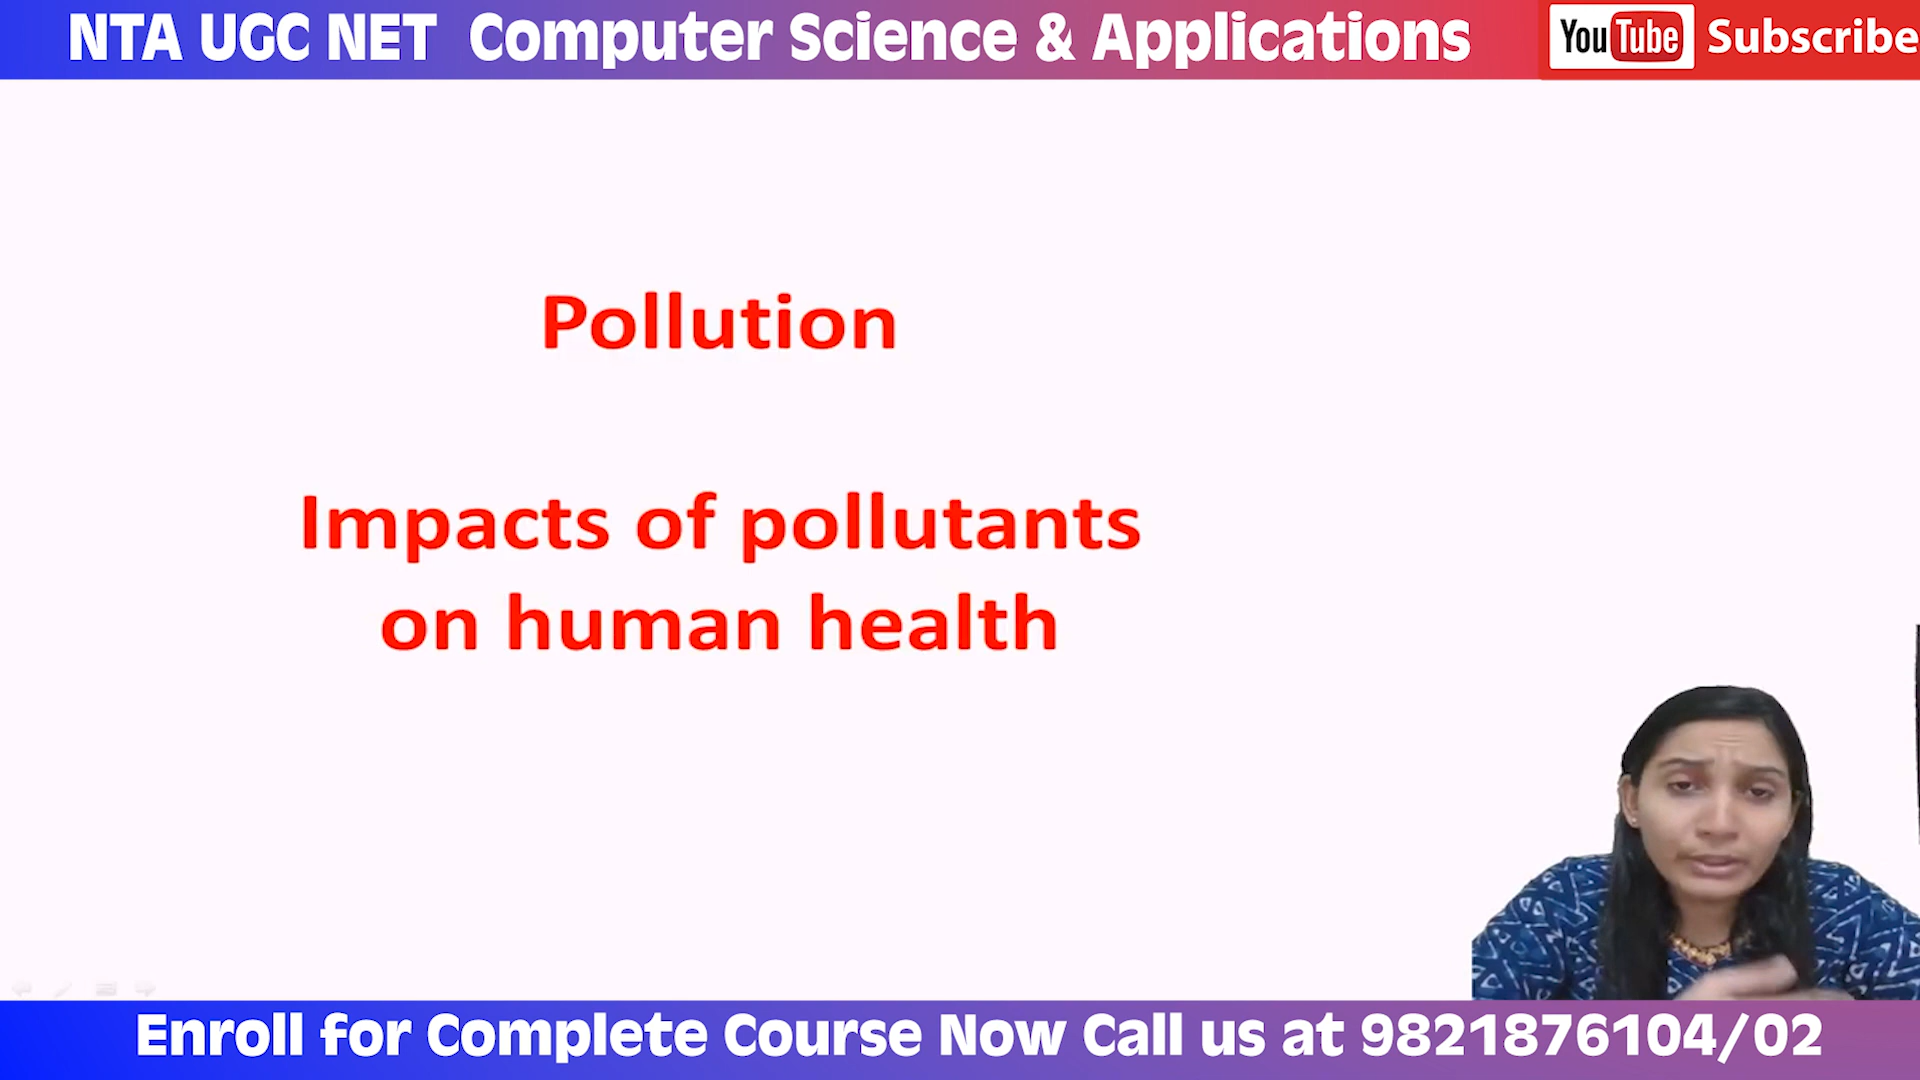 NTA UGC NET Computer Science & Applications
YouTube Subscribe
Pollution
Impacts of pollutants
on human health
Enroll for Complete Course Now Call us at 9821876104/02